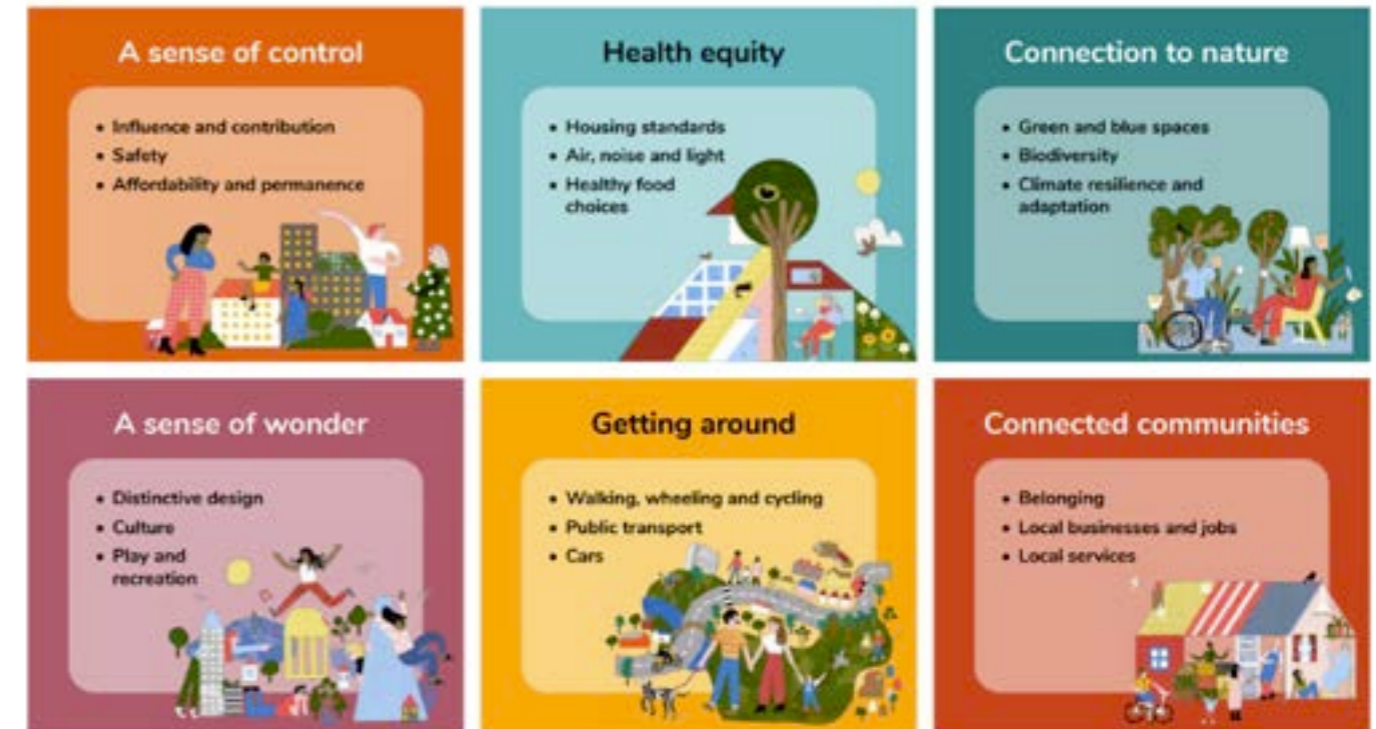 A sense of control
• Influence and contribution
• Safety
• Affordability and permanence
Health equity
• Housing standards
• Air, noise and light
• Healthy food
choices
Connection to nature
• Green and blue spaces
• Biodiversity
• Climate resilience and
adaptation
A sense of wonder
• Distinctive design
• Culture
• Play and
recreation
Getting around
• Walking, wheeling and cycling
• Public transport
• Cars
Connected communities
• Belonging
• Local businesses and jobs
• Local services